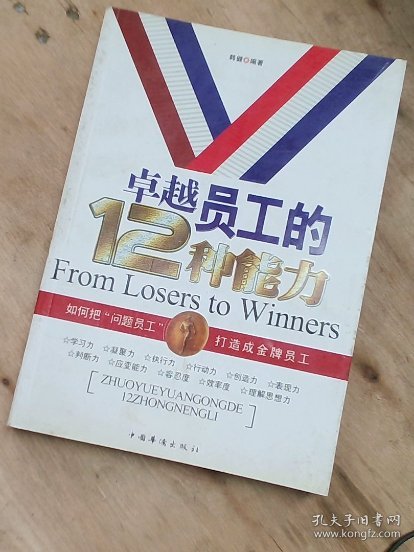 韩健 编著
卓越员工的
12种能力
From Losers to Winners
如何把“问题员工”打造成金牌员工
☆学习力 ☆凝聚力 ☆执行力 ☆行动力 ☆创造力 ☆表现力
☆判断力 ☆应变能力 ☆容忍度 ☆效率度 ☆理解思想力
ZHUOYUEYUANGONGDE
12ZHONGNENGLI
中国华侨出版社
孔夫子旧书网
www.kongfz.com